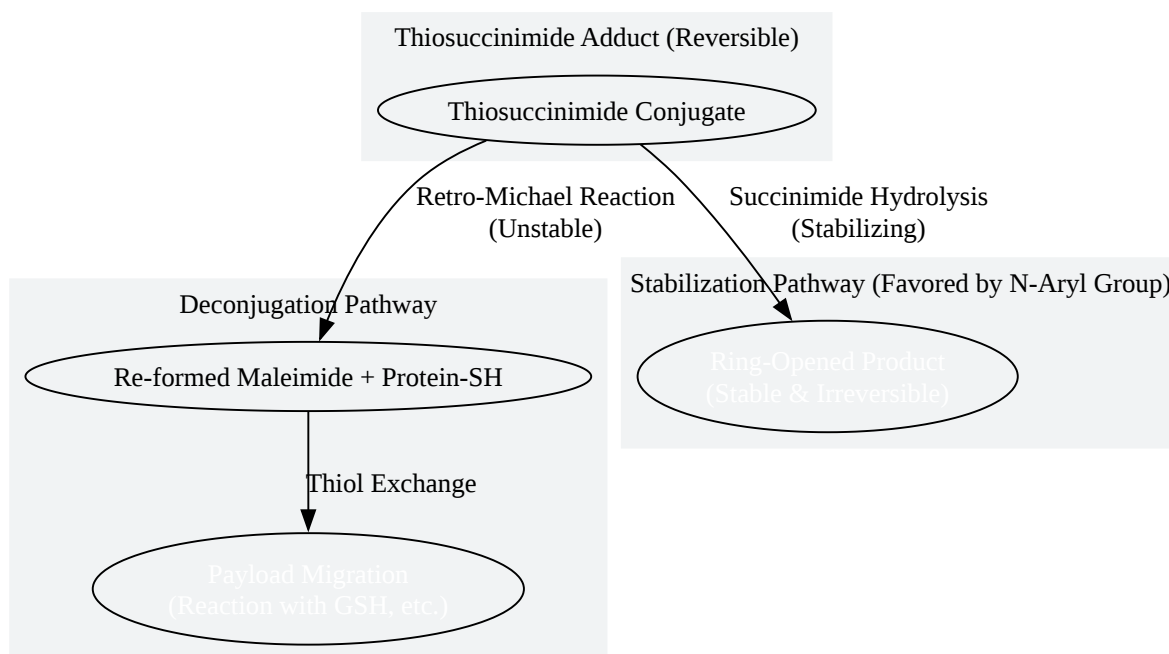 Thiosuccinimide Adduct (Reversible)
Thiosuccinimide Conjugate
Retro-Michael Reaction
(Unstable)
Succinimide Hydrolysis
(Stabilizing)
Deconjugation Pathway
Stabilization Pathway (Favored by N-Aryl Group)
Re-formed Maleimide + Protein-SH
Ring-Opened Product
(Stable & Irreversible)
Thiol Exchange
Payload Migration
(Reaction with GSH, etc.)